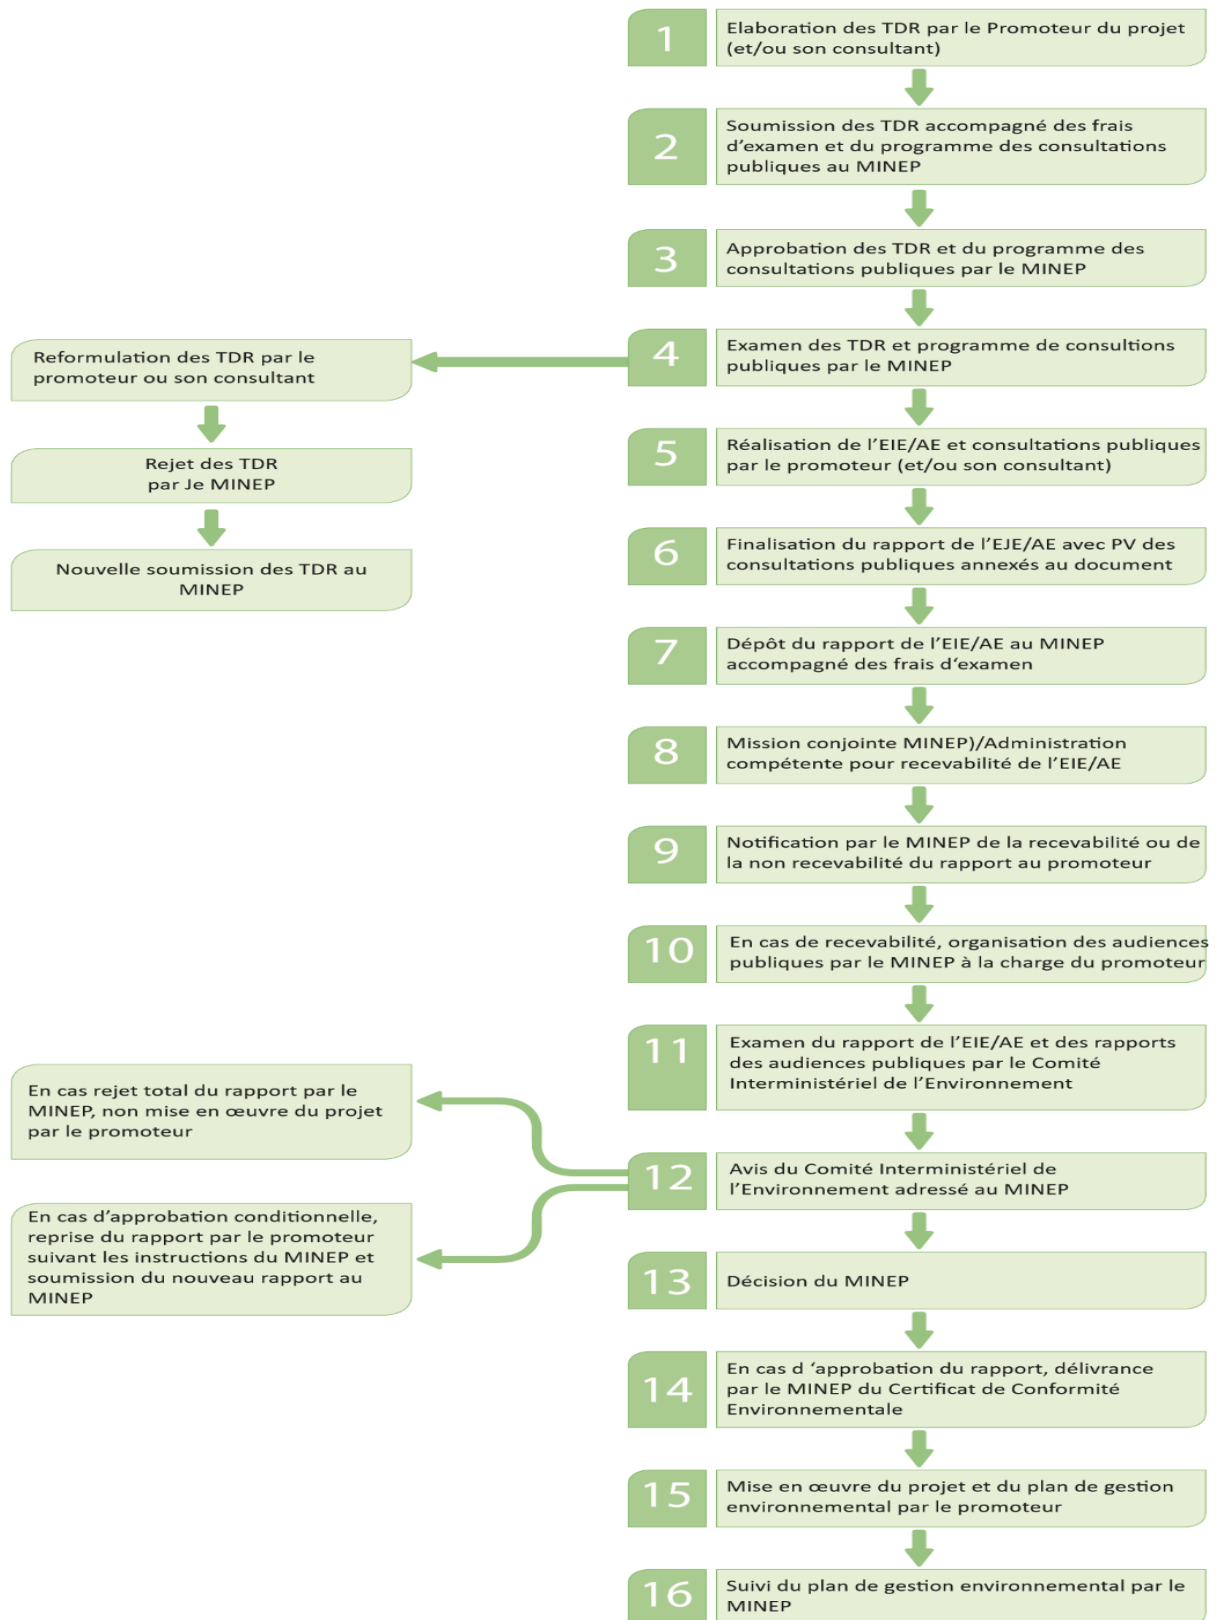 1
Elaboration des TDR par le Promoteur du projet
(et/ou son consultant)
2
Soumission des TDR accompagné des frais
d’examen et du programme des consultations
publiques au MINEP
3
Approbation des TDR et du programme des
consultations publiques par le MINEP
4
Examen des TDR et programme de consultions
publiques par le MINEP
Reformulation des TDR par le
promoteur ou son consultant
Rejet des TDR
par Je MINEP
Nouvelle soumission des TDR au
MINEP
5
Réalisation de l’EIE/AE et consultations publiques
par le promoteur (et/ou son consultant)
6
Finalisation du rapport de l’EJE/AE avec PV des
consultations publiques annexés au document
7
Dépôt du rapport de l’EIE/AE au MINEP
accompagné des frais d‘examen
8
Mission conjointe MINEP)/Administration
compétente pour recevabilité de l’EIE/AE
9
Notification par le MINEP de la recevabilité ou de
la non recevabilité du rapport au promoteur
10
En cas de recevabilité, organisation des audiences
publiques par le MINEP à la charge du promoteur
11
Examen du rapport de l’EIE/AE et des rapports
des audiences publiques par le Comité
Interministériel de l’Environnement
12
Avis du Comité Interministériel de
l’Environnement adressé au MINEP
En cas rejet total du rapport par le
MINEP, non mise en œuvre du projet
par le promoteur
En cas d’approbation conditionnelle,
reprise du rapport par le promoteur
suivant les instructions du MINEP et
soumission du nouveau rapport au
MINEP
13
Décision du MINEP
14
En cas d ‘approbation du rapport, délivrance
par le MINEP du Certificat de Conformité
Environnementale
15
Mise en œuvre du projet et du plan de gestion
environnemental par le promoteur
16
Suivi du plan de gestion environnemental par le
MINEP